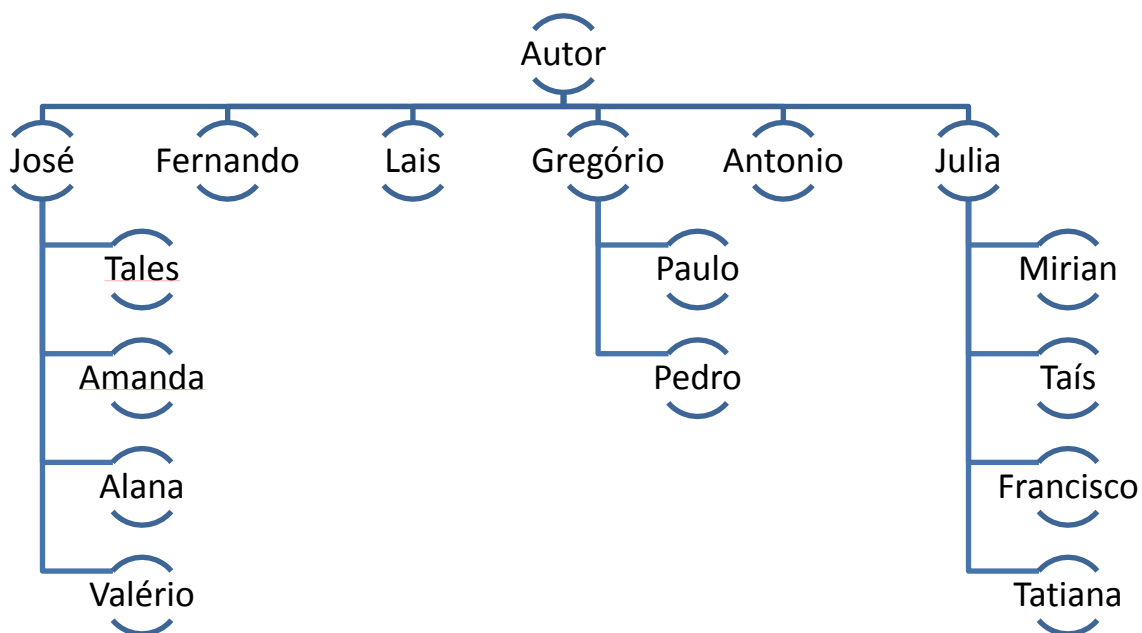 Autor
José
Fernando
Lais
Gregório
Antonio
Julia
Tales
Amanda
Alana
Valério
Paulo
Pedro
Mirian
Taís
Francisco
Tatiana